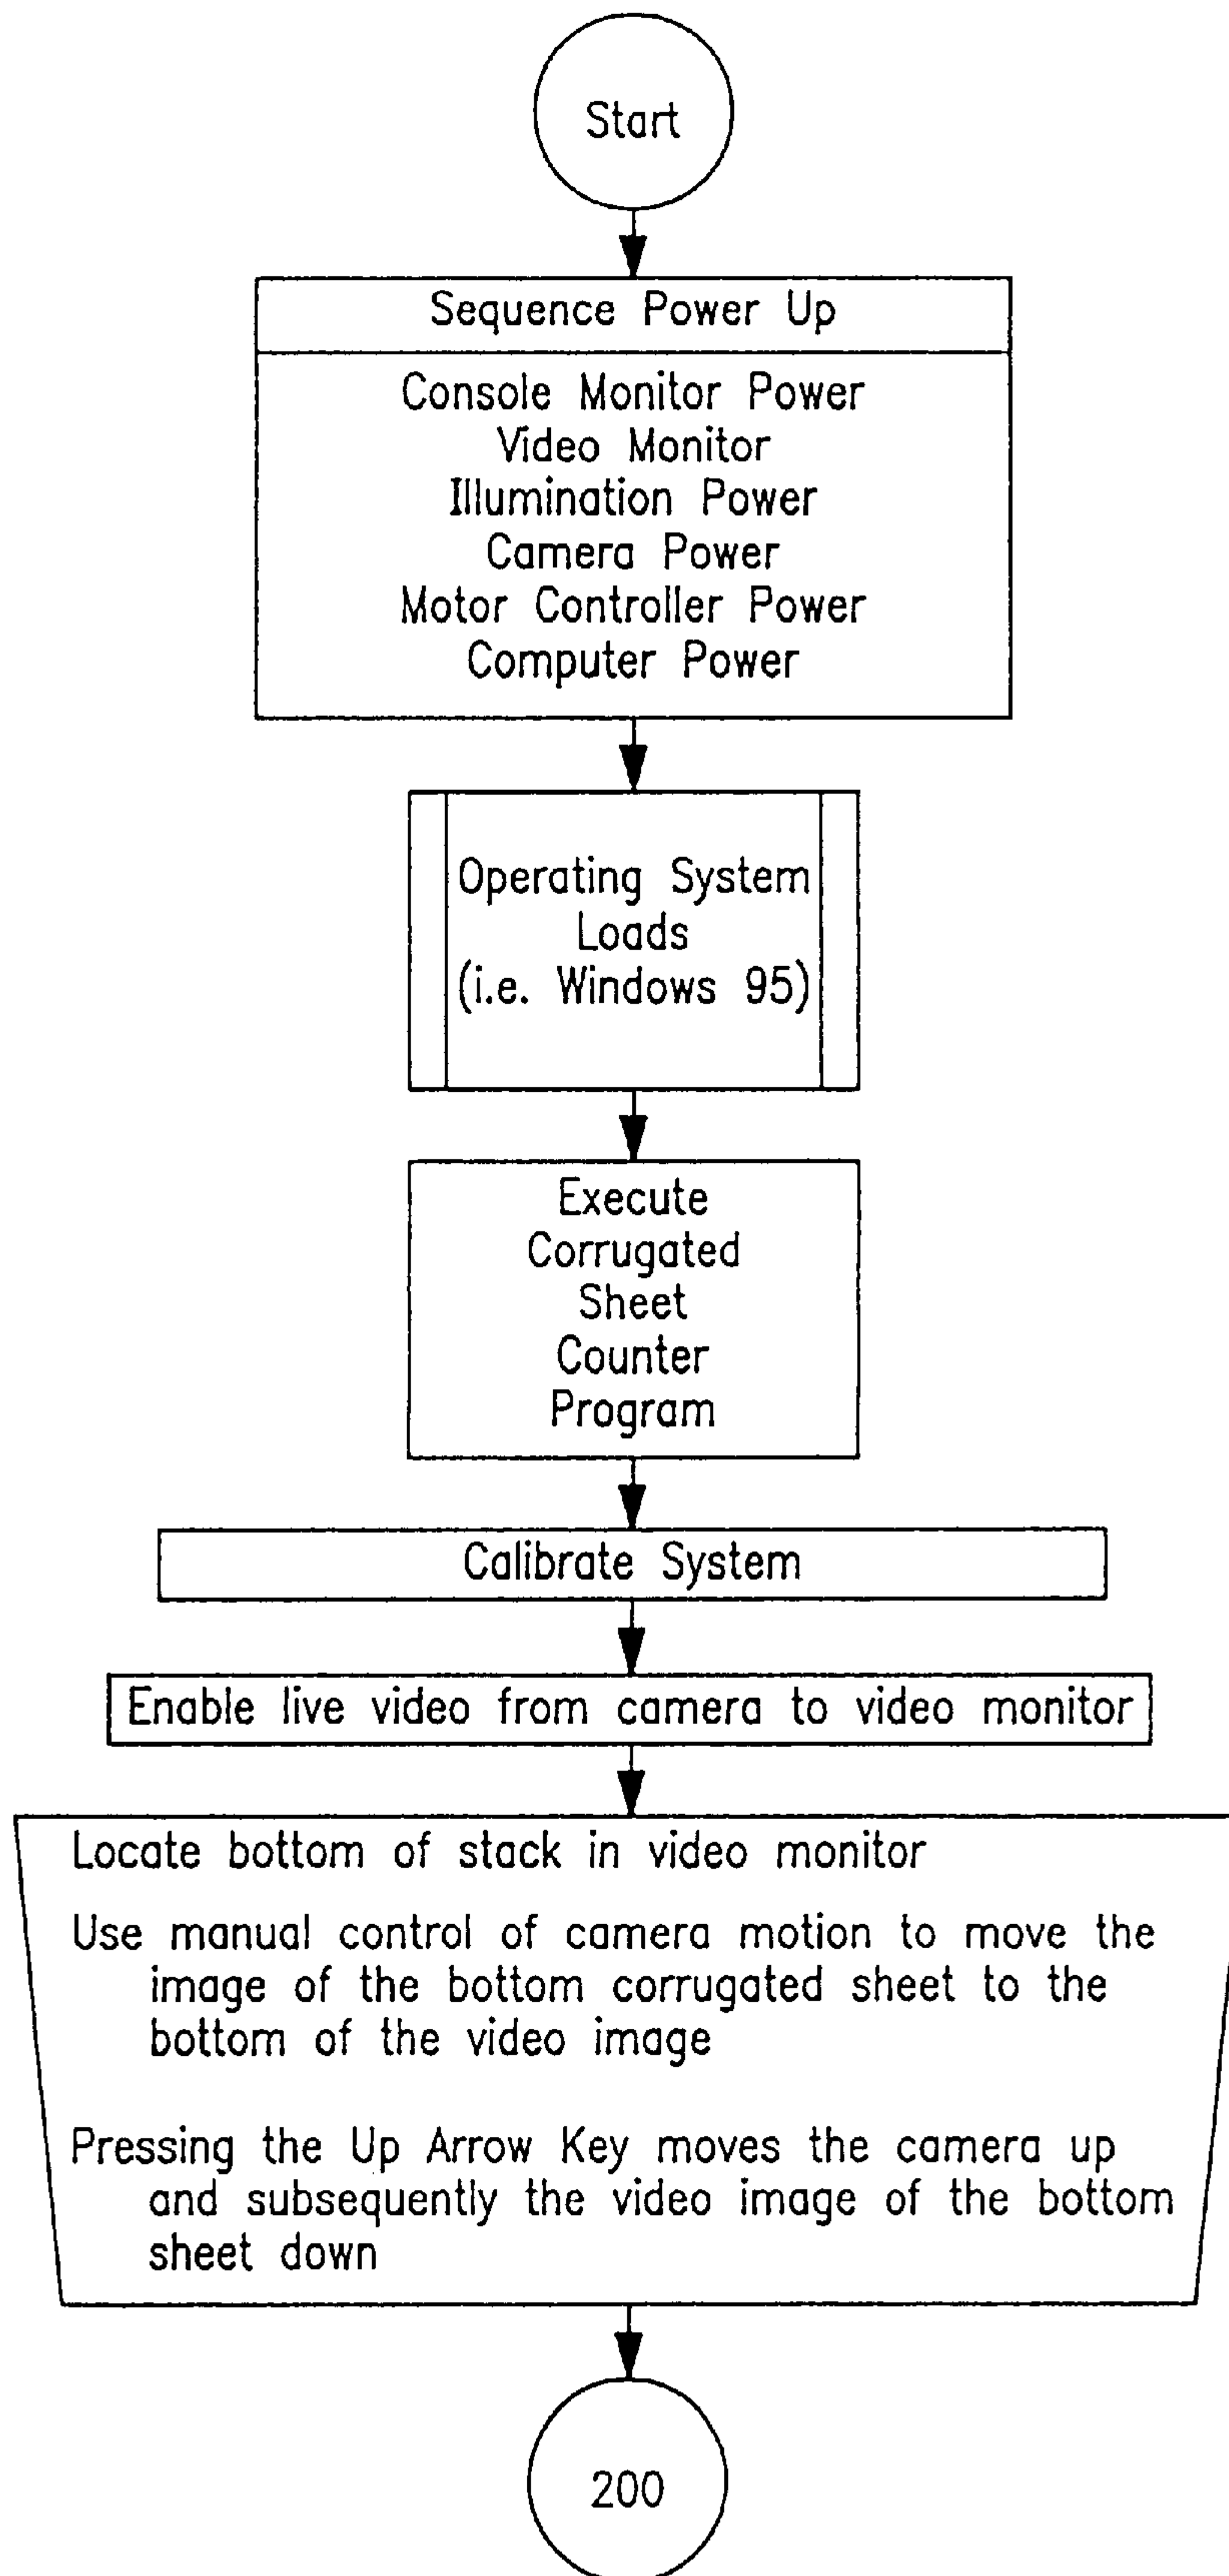 Start
Sequence Power Up
Console Monitor Power
Video Monitor
Illumination Power
Camera Power
Motor Controller Power
Computer Power
Operating System
Loads
(i.e. Windows 95)
Execute
Corrugated
Sheet
Counter
Program
Calibrate System
Enable live video from camera to video monitor
Locate bottom of stack in video monitor
Use manual control of camera motion to move the
image of the bottom corrugated sheet to the
bottom of the video image
Pressing the Up Arrow Key moves the camera up
and subsequently the video image of the bottom
sheet down
200